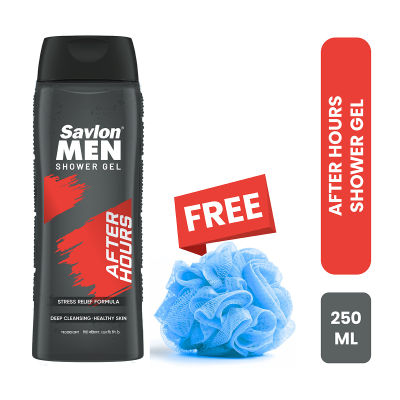 Savlon®
MEN
SHOWER GEL
AFTER
HOURS
STRESS RELIEF FORMULA
DEEP CLEANSING•HEALTHY SKIN
FREE
AFTER HOURS
SHOWER GEL
250
ML